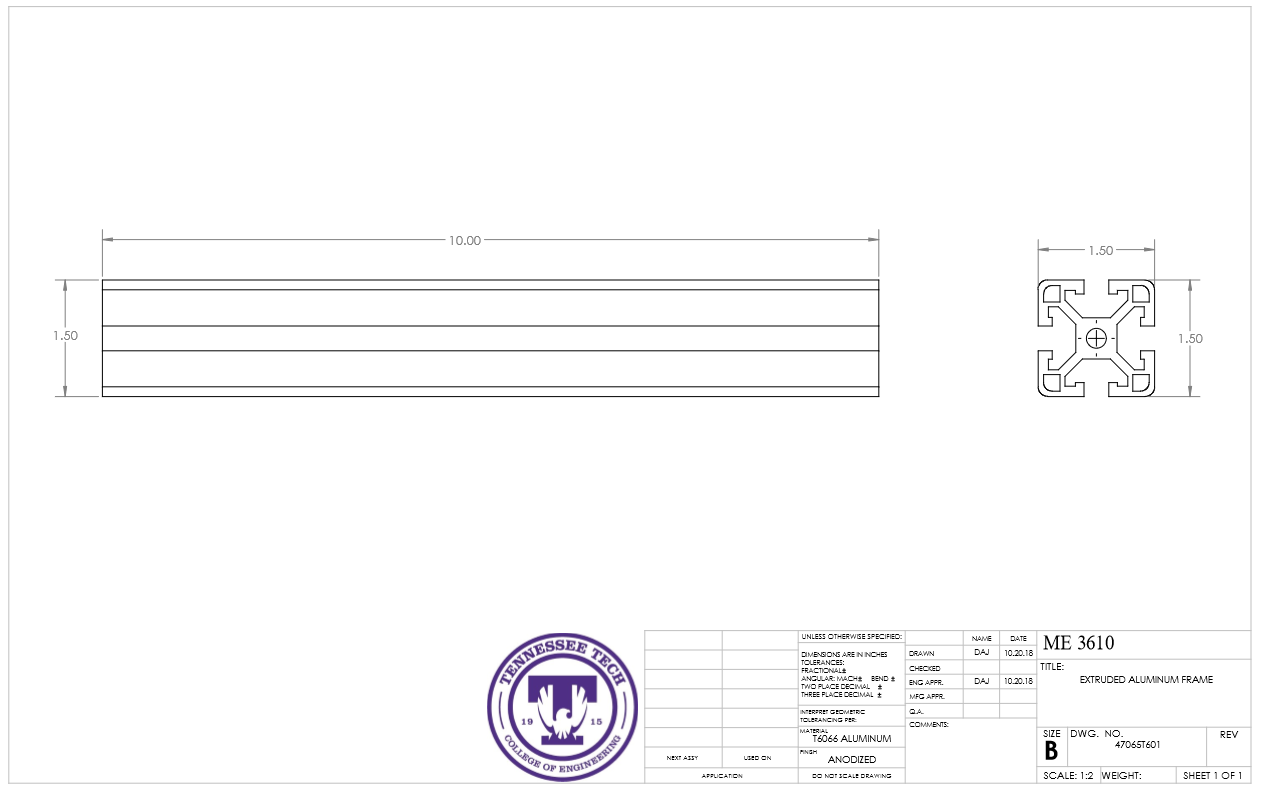 10.00
1.50
1.50
1.50
TENNESSEE TECH
1915
COLLEGE OF ENGINEERING
UNLESS OTHERWISE SPECIFIED:
DIMENSIONS ARE IN INCHES
TOLERANCES:
FRACTIONAL±
ANGULAR: MACH± BEND ±
TWO PLACE DECIMAL ±
THREE PLACE DECIMAL ±
INTERPRET GEOMETRIC
TOLERANCING PER:
MATERIAL
T6066 ALUMINUM
FINISH
ANODIZED
NEXT ASSY USED ON
APPLICATION
DO NOT SCALE DRAWING
NAME DATE
DRAWN DAJ 10.20.18
CHECKED
ENG APPR. DAJ 10.20.18
MFG APPR.
Q.A.
COMMENTS:
ME 3610
TITLE:
EXTRUDED ALUMINUM FRAME
SIZE DWG. NO. REV
B 47065T601
SCALE: 1:2 WEIGHT: SHEET 1 OF 1